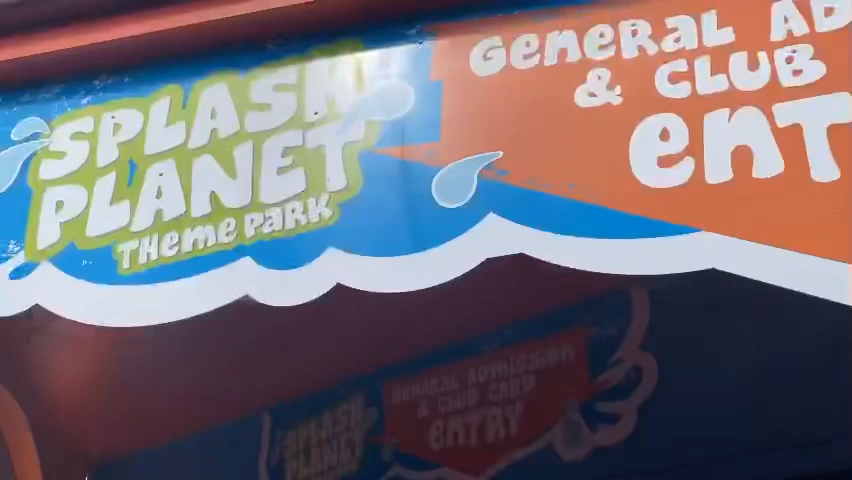 SPLASH
PLANET
THEME PARK
GENERAL AD
& CLUB
ENT
GENERAL ADMISSION
& CLUB CARD
ENTRY
SPLASH
PLANET